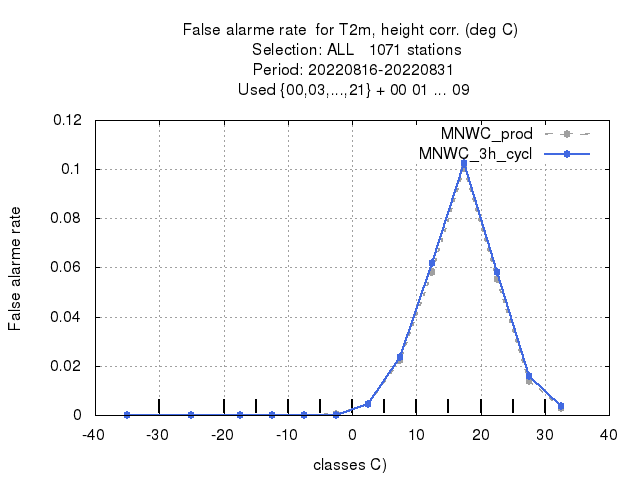 False alarme rate  for T2m, height corr. (deg C)
Selection: ALL   1071 stations
Period: 20220816-20220831
Used {00,03,...,21} + 00 01 ... 09
0.12
0.1
0.08
0.06
0.04
0.02
0
False alarme rate
MNWC_prod
MNWC_3h_cycl
-40 -30 -20 -10 0 10 20 30 40
classes C)